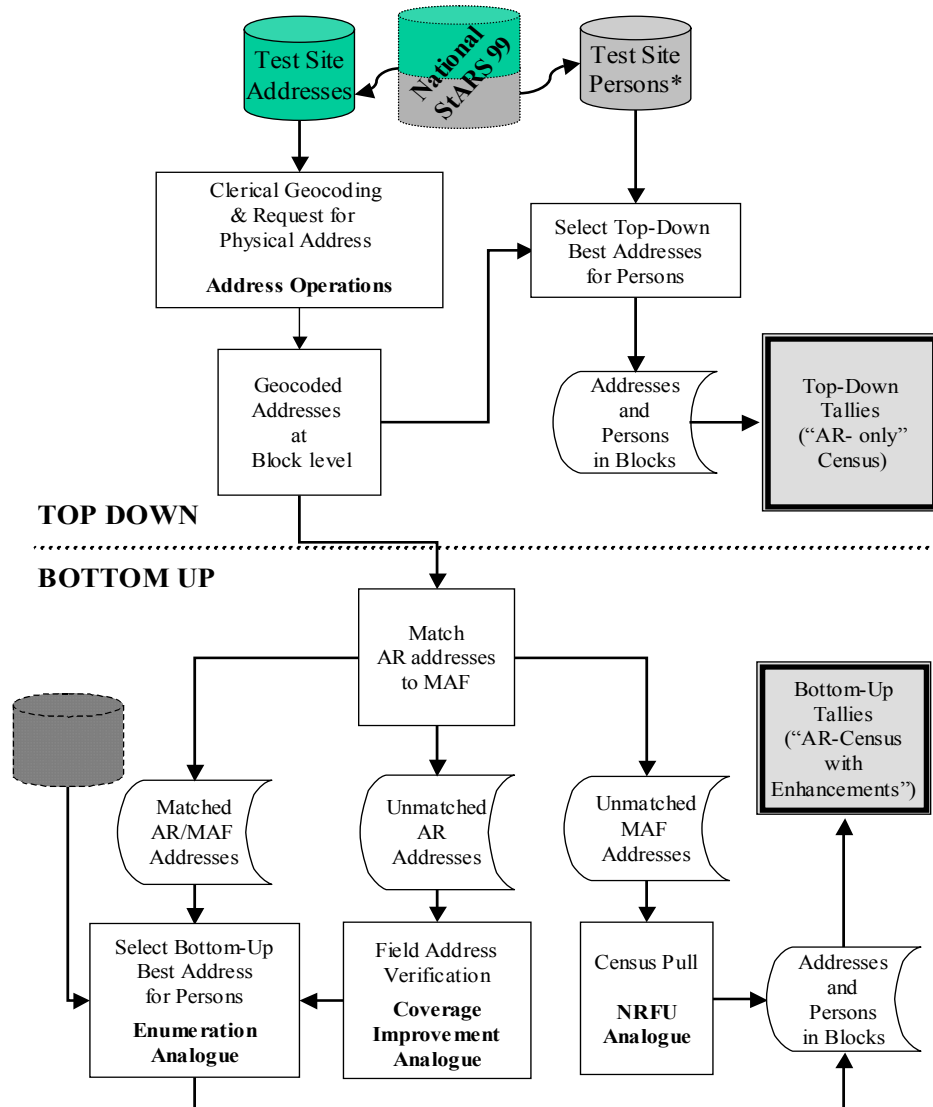 Test Site
Addresses
National
StARS 99
Test Site
Persons*
Clerical Geocoding
& Request for
Physical Address
Address Operations
Select Top-Down
Best Addresses
for Persons
Geocoded
Addresses
at
Block level
Addresses
and
Persons
in Blocks
Top-Down
Tallies
(“AR- only”
Census)
TOP DOWN
BOTTOM UP
Match
AR addresses
to MAF
Bottom-Up
Tallies
(“AR-Census
with
Enhancements”)
Matched
AR/MAF
Addresses
Unmatched
AR
Addresses
Unmatched
MAF
Addresses
Select Bottom-Up
Best Address
for Persons
Enumeration
Analogue
Field Address
Verification
Coverage
Improvement
Analogue
Census Pull
NRFU
Analogue
Addresses
and
Persons
in Blocks